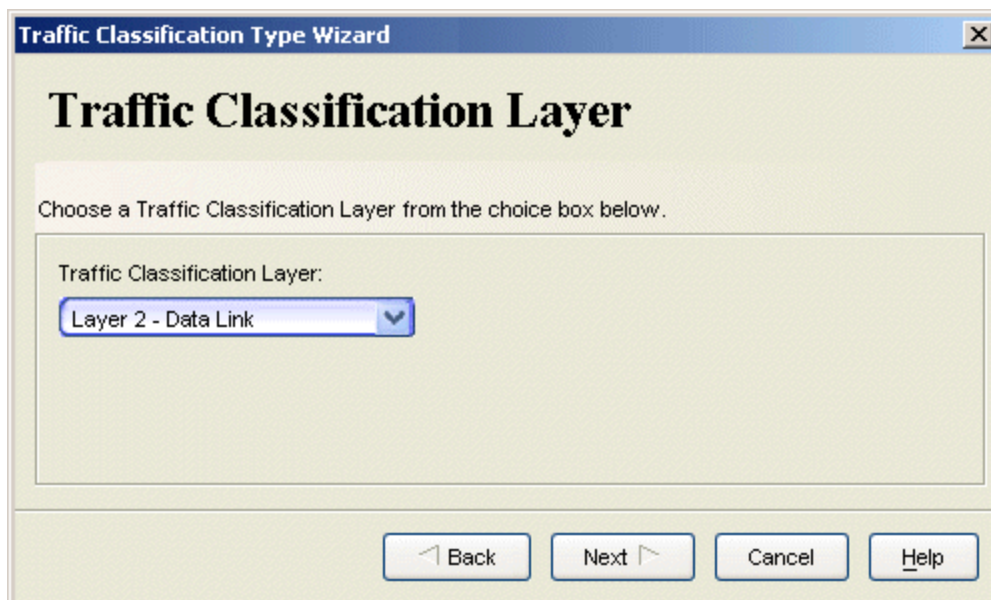 Traffic Classification Type Wizard
Traffic Classification Layer
Choose a Traffic Classification Layer from the choice box below.
Traffic Classification Layer:
Layer 2 - Data Link
Back Next Cancel Help